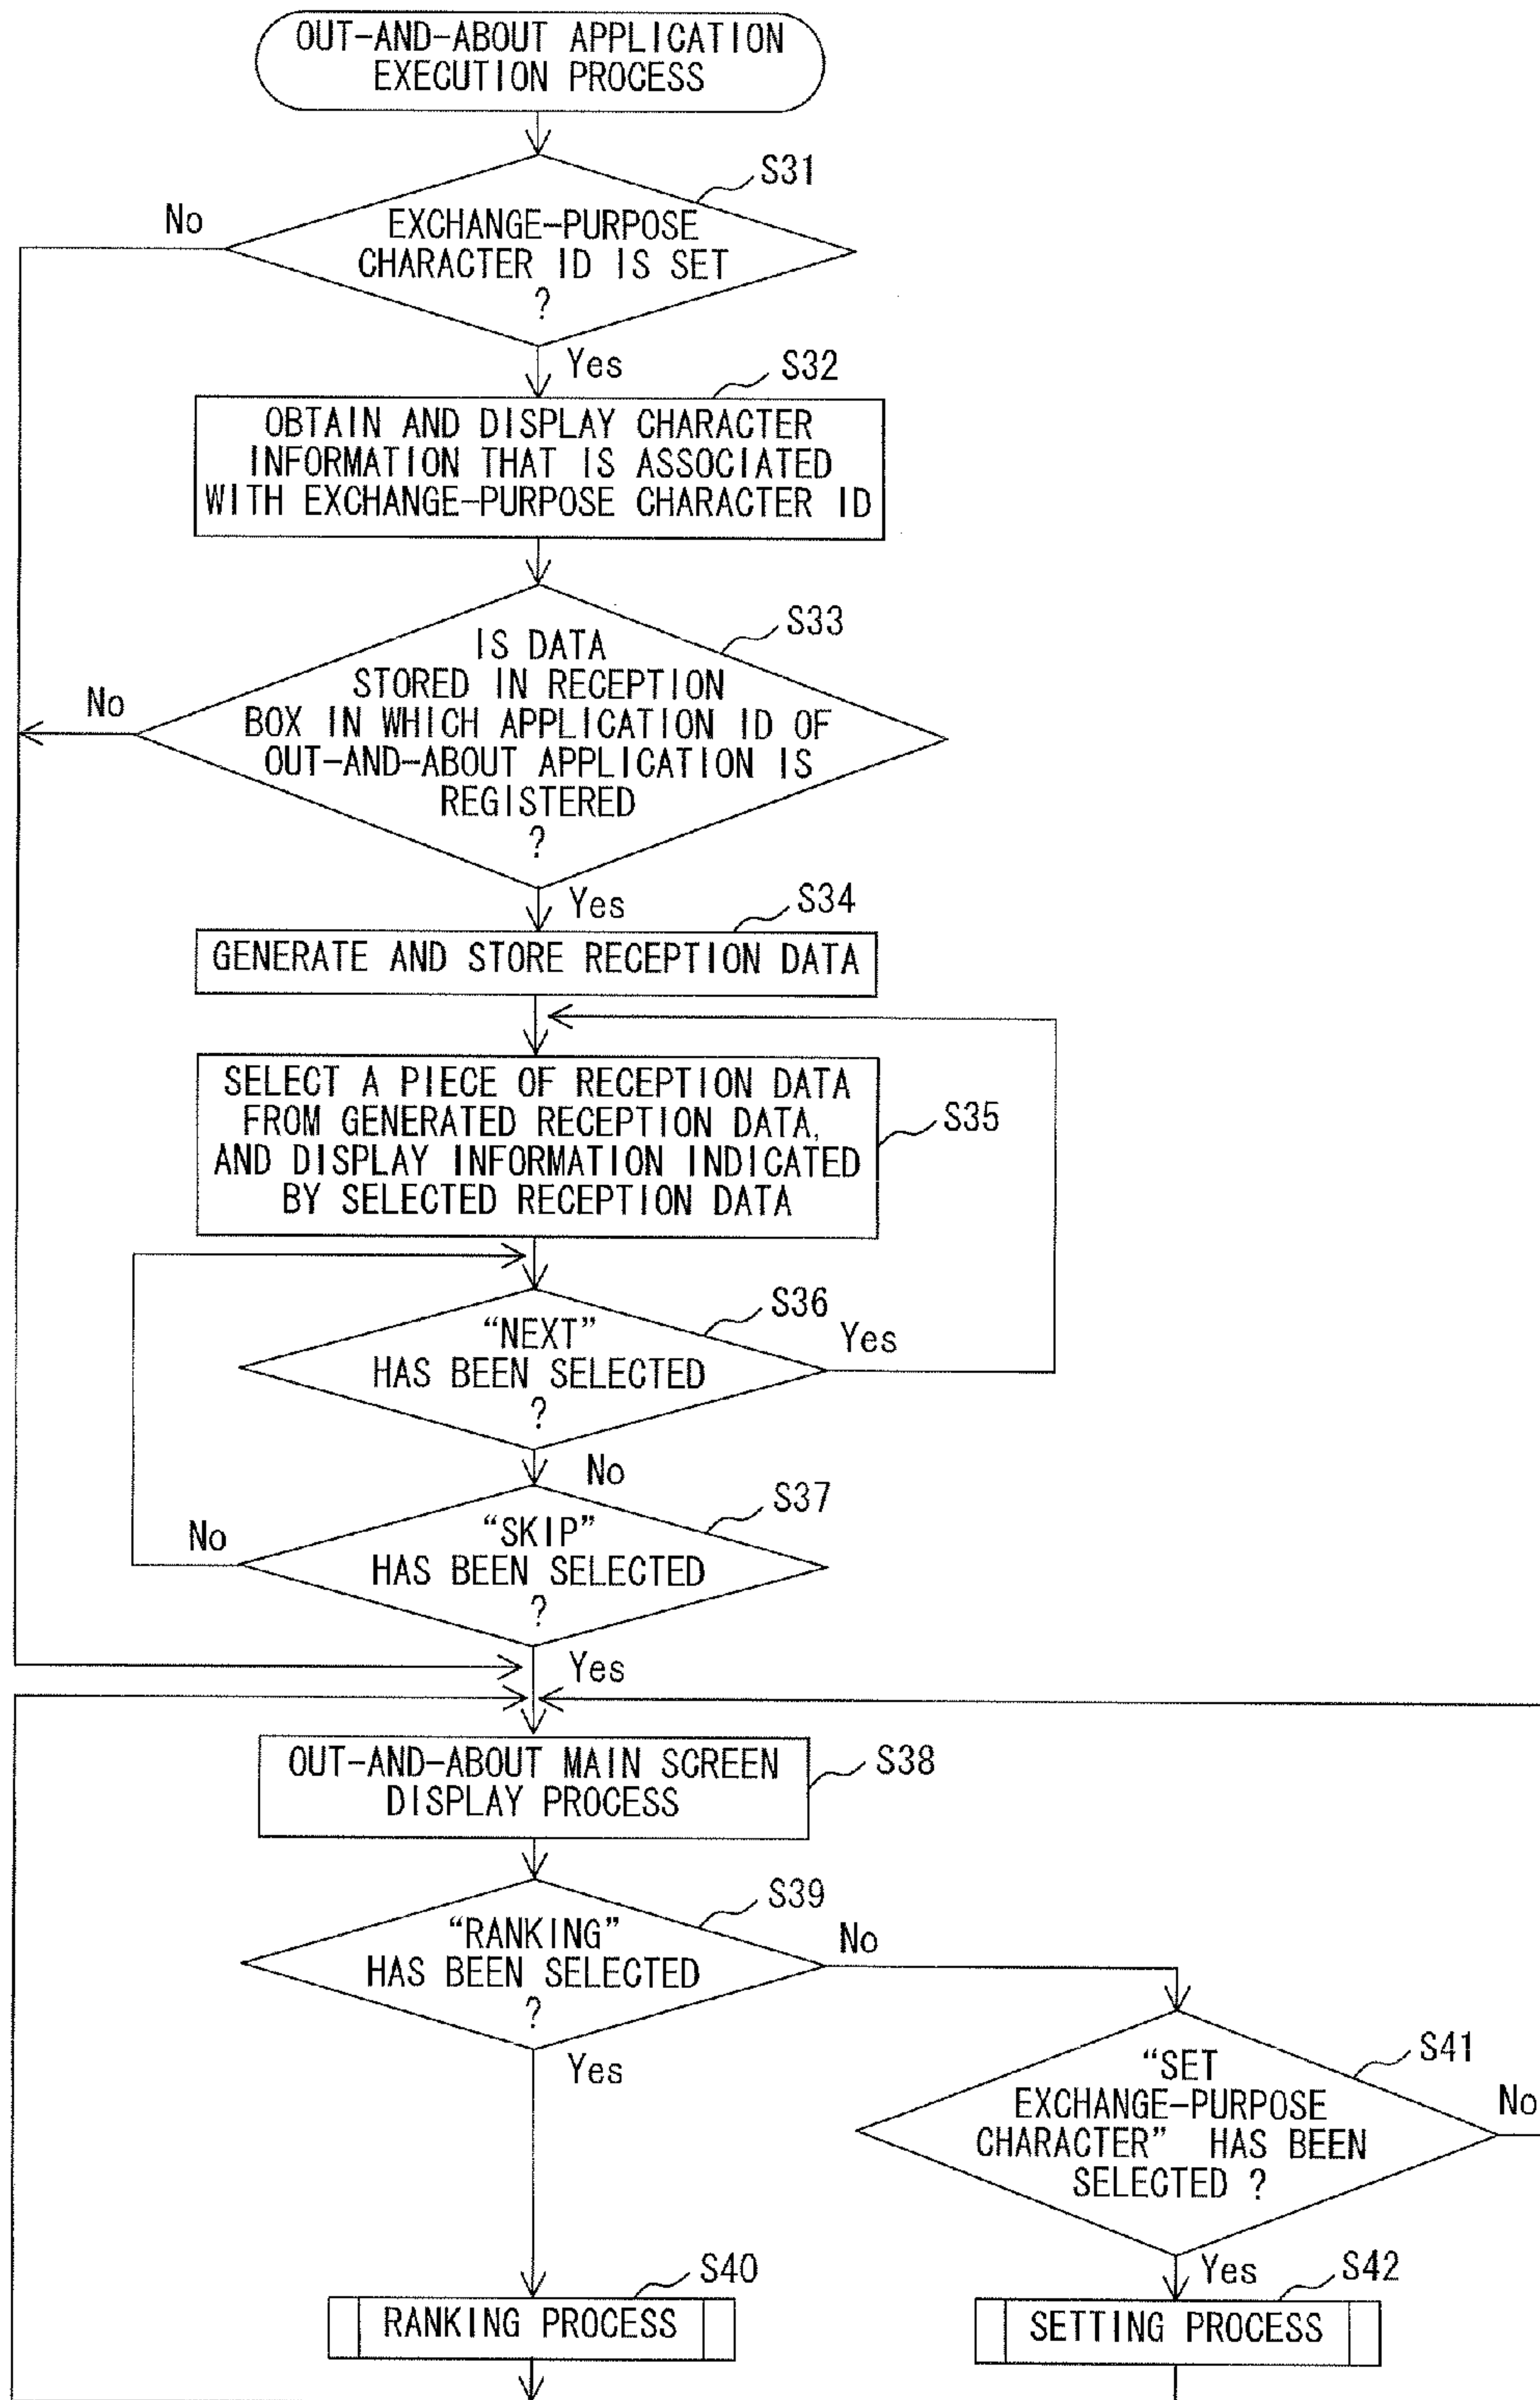 OUT-AND-ABOUT APPLICATION
EXECUTION PROCESS
S31
No
EXCHANGE-PURPOSE
CHARACTER ID IS SET
?
Yes
S32
OBTAIN AND DISPLAY CHARACTER
INFORMATION THAT IS ASSOCIATED
WITH EXCHANGE-PURPOSE CHARACTER ID
S33
IS DATA
STORED IN RECEPTION
BOX IN WHICH APPLICATION ID OF
OUT-AND-ABOUT APPLICATION IS
REGISTERED
?
No
Yes
S34
GENERATE AND STORE RECEPTION DATA
SELECT A PIECE OF RECEPTION DATA
FROM GENERATED RECEPTION DATA,
AND DISPLAY INFORMATION INDICATED
BY SELECTED RECEPTION DATA
S35
S36
“NEXT”
HAS BEEN SELECTED
?
Yes
No
S37
“SKIP”
HAS BEEN SELECTED
?
No
Yes
OUT-AND-ABOUT MAIN SCREEN
DISPLAY PROCESS
S38
S39
“RANKING”
HAS BEEN SELECTED
?
No
Yes
S41
“SET
EXCHANGE-PURPOSE
CHARACTER” HAS BEEN
SELECTED ?
No
Yes
S40
RANKING PROCESS
S42
SETTING PROCESS